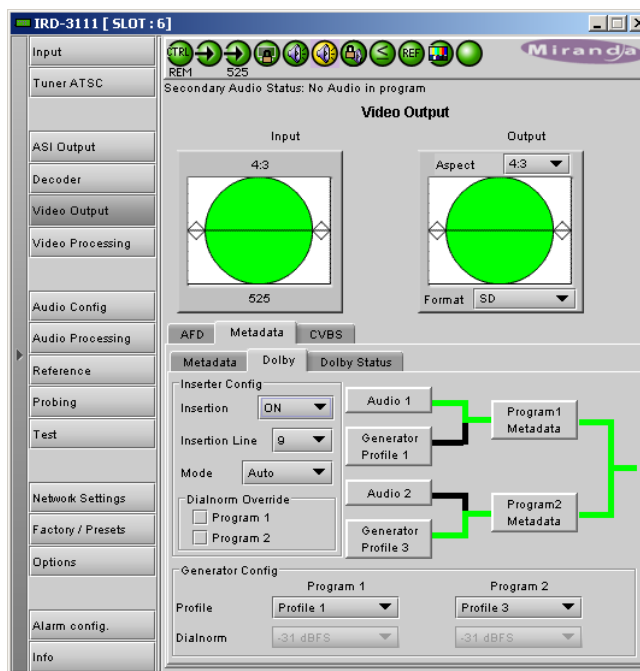 IRD-3111 [ SLOT : 6]
Input
Tuner ATSC
ASI Output
Decoder
Video Output
Video Processing
Audio Config
Audio Processing
Reference
Probing
Test
Network Settings
Factory / Presets
Options
Alarm config.
Info
CTRL
REF
Miranda
REM
525
Secondary Audio Status: No Audio in program
Video Output
Input
4:3
525
Output
Aspect 4:3
Format SD
AFD Metadata CVBS
Metadata Dolby Dolby Status
Inserter Config
Insertion ON
Insertion Line 9
Mode Auto
Dialnorm Override
Program 1
Program 2
Audio 1
Generator
Profile 1
Program1
Metadata
Audio 2
Generator
Profile 3
Program2
Metadata
Generator Config
Program 1 Program 2
Profile Profile 1 Profile 3
Dialnorm -31 dBFS -31 dBFS